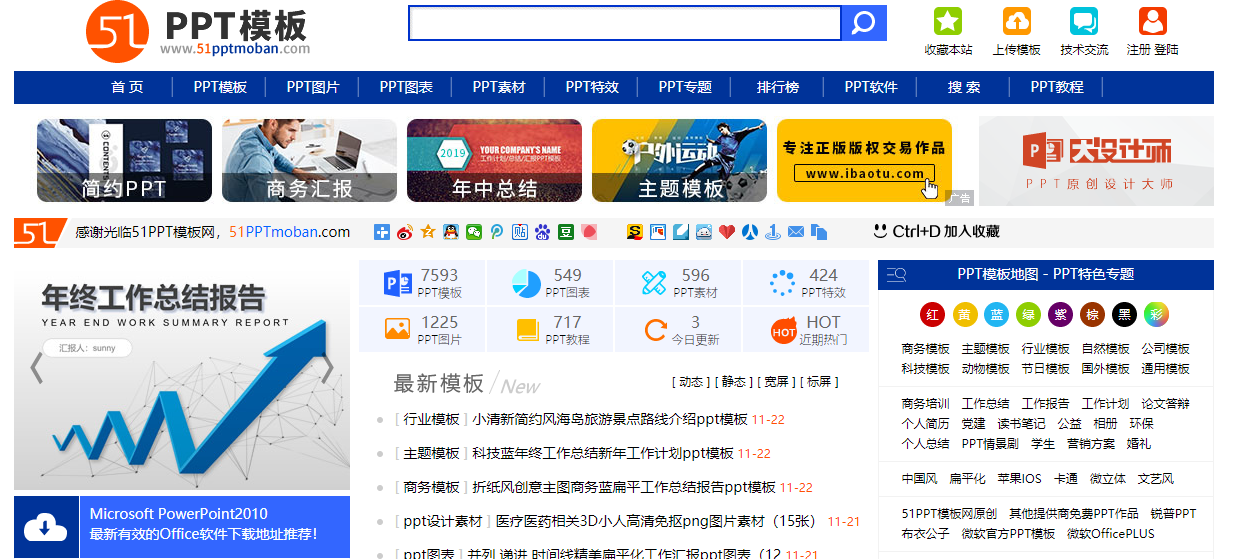 51 PPT模板
www.51pptmoban.com
收藏本站 上传模板 技术交流 注册 登陆
首 页 PPT模板 PPT图片 PPT图表 PPT素材 PPT特效 PPT专题 排行榜 PPT软件 搜 索 PPT教程
CONTENTS
简约PPT
商务汇报
2019
YOUR COMPANY'S NAME
工作计划/总结/汇报PPT模板
年中总结
户外运动
主题模板
专注正版版权交易作品
www.ibaotu.com
广告
P 大设计师
PPT原创设计大师
51 感谢光临51PPT模板网，51PPTmoban.com
Ctrl+D 加入收藏
年终工作总结报告
YEAR END WORK SUMMARY REPORT
汇报人：sunny
Microsoft PowerPoint2010
最新有效的Office软件下载地址推荐！
7593
PPT模板
549
PPT图表
596
PPT素材
424
PPT特效
1225
PPT图片
717
PPT教程
3
今日更新
HOT
HOT
近期热门
最新模板 / New
[ 动态 ] [ 静态 ] [ 宽屏 ] [ 标屏 ]
[ 行业模板 ] 小清新简约风海岛旅游景点路线介绍ppt模板 11-22
[ 主题模板 ] 科技蓝年终工作总结新年工作计划ppt模板 11-22
[ 商务模板 ] 折纸风创意主图商务蓝扁平工作总结报告ppt模板 11-22
[ ppt设计素材 ] 医疗医药相关3D小人高清免抠png图片素材（15张） 11-21
[ ppt图表 ] 并列 递进 时间线精美扁平化工作汇报ppt图表（12 11-21
PPT模板地图 - PPT特色专题
红 黄 蓝 绿 紫 棕 黑 彩
商务模板 主题模板 行业模板 自然模板 公司模板
科技模板 动物模板 节日模板 国外模板 通用模板
商务培训 工作总结 工作报告 工作计划 论文答辩
个人简历 党建 读书笔记 公益 相册 环保
个人总结 PPT情景剧 学生 营销方案 婚礼
中国风 扁平化 苹果IOS 卡通 微立体 文艺风
51PPT模板网原创 其他提供商免费PPT作品 锐普PPT
布衣公子 微软官方PPT模板 微软OfficePLUS